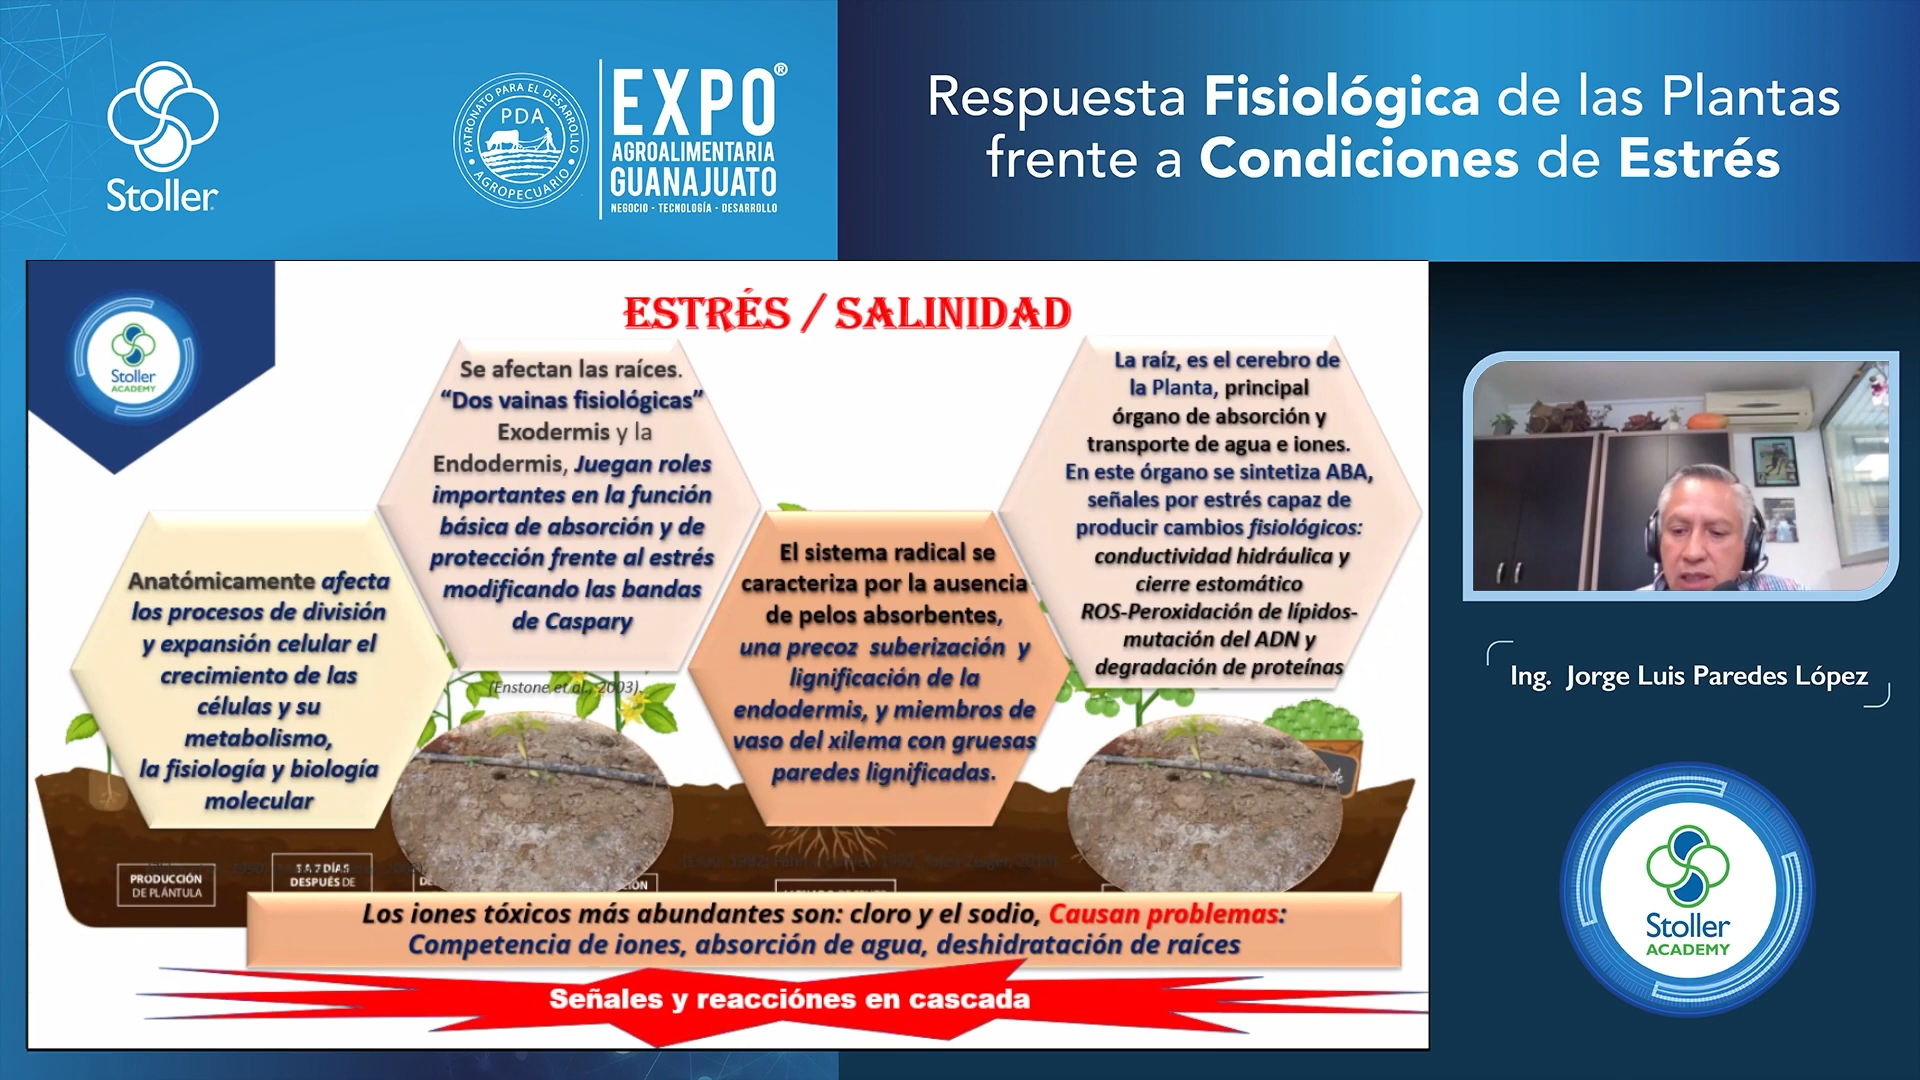 Stoller
PATRONATO PARA EL DESARROLLO
PDA
AGROPECUARIO
EXPO®
AGROALIMENTARIA
GUANAJUATO
NEGOCIO - TECNOLOGÍA - DESARROLLO
Respuesta Fisiológica de las Plantas
frente a Condiciones de Estrés
Stoller
ACADEMY
ESTRÉS / SALINIDAD
Anatómicamente afecta
los procesos de división
y expansión celular el
crecimiento de las
células y su
metabolismo,
la fisiología y biología
molecular
Se afectan las raíces.
“Dos vainas fisiológicas”
Exodermis y la
Endodermis, Juegan roles
importantes en la función
básica de absorción y de
protección frente al estrés
modificando las bandas
de Caspary
(Enstone et al., 2003).
El sistema radical se
caracteriza por la ausencia
de pelos absorbentes,
una precoz suberización y
lignificación de la
endodermis, y miembros de
vaso del xilema con gruesas
paredes lignificadas.
La raíz, es el cerebro de
la Planta, principal
órgano de absorción y
transporte de agua e iones.
En este órgano se sintetiza ABA,
señales por estrés capaz de
producir cambios fisiológicos:
conductividad hidráulica y
cierre estomático
ROS-Peroxidación de lípidos-
mutación del ADN y
degradación de proteínas
PRODUCCIÓN
DE PLÁNTULA
DÍAS
DESPUÉS DE
Los iones tóxicos más abundantes son: cloro y el sodio, Causan problemas:
Competencia de iones, absorción de agua, deshidratación de raíces
Señales y reacciónes en cascada
Ing. Jorge Luis Paredes López
Stoller
ACADEMY